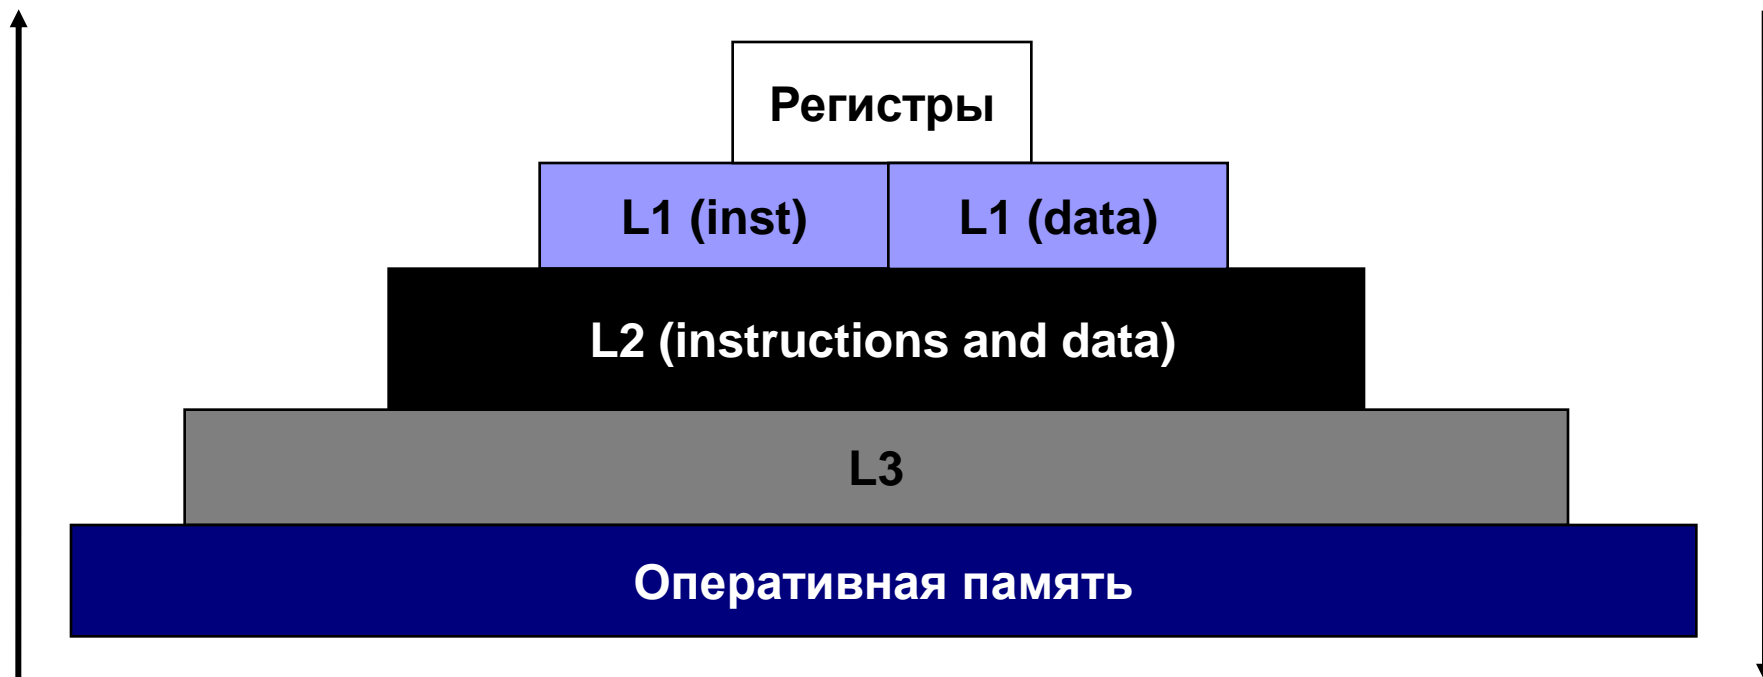 Регистры
L1 (inst)
L1 (data)
L2 (instructions and data)
L3
Оперативная память